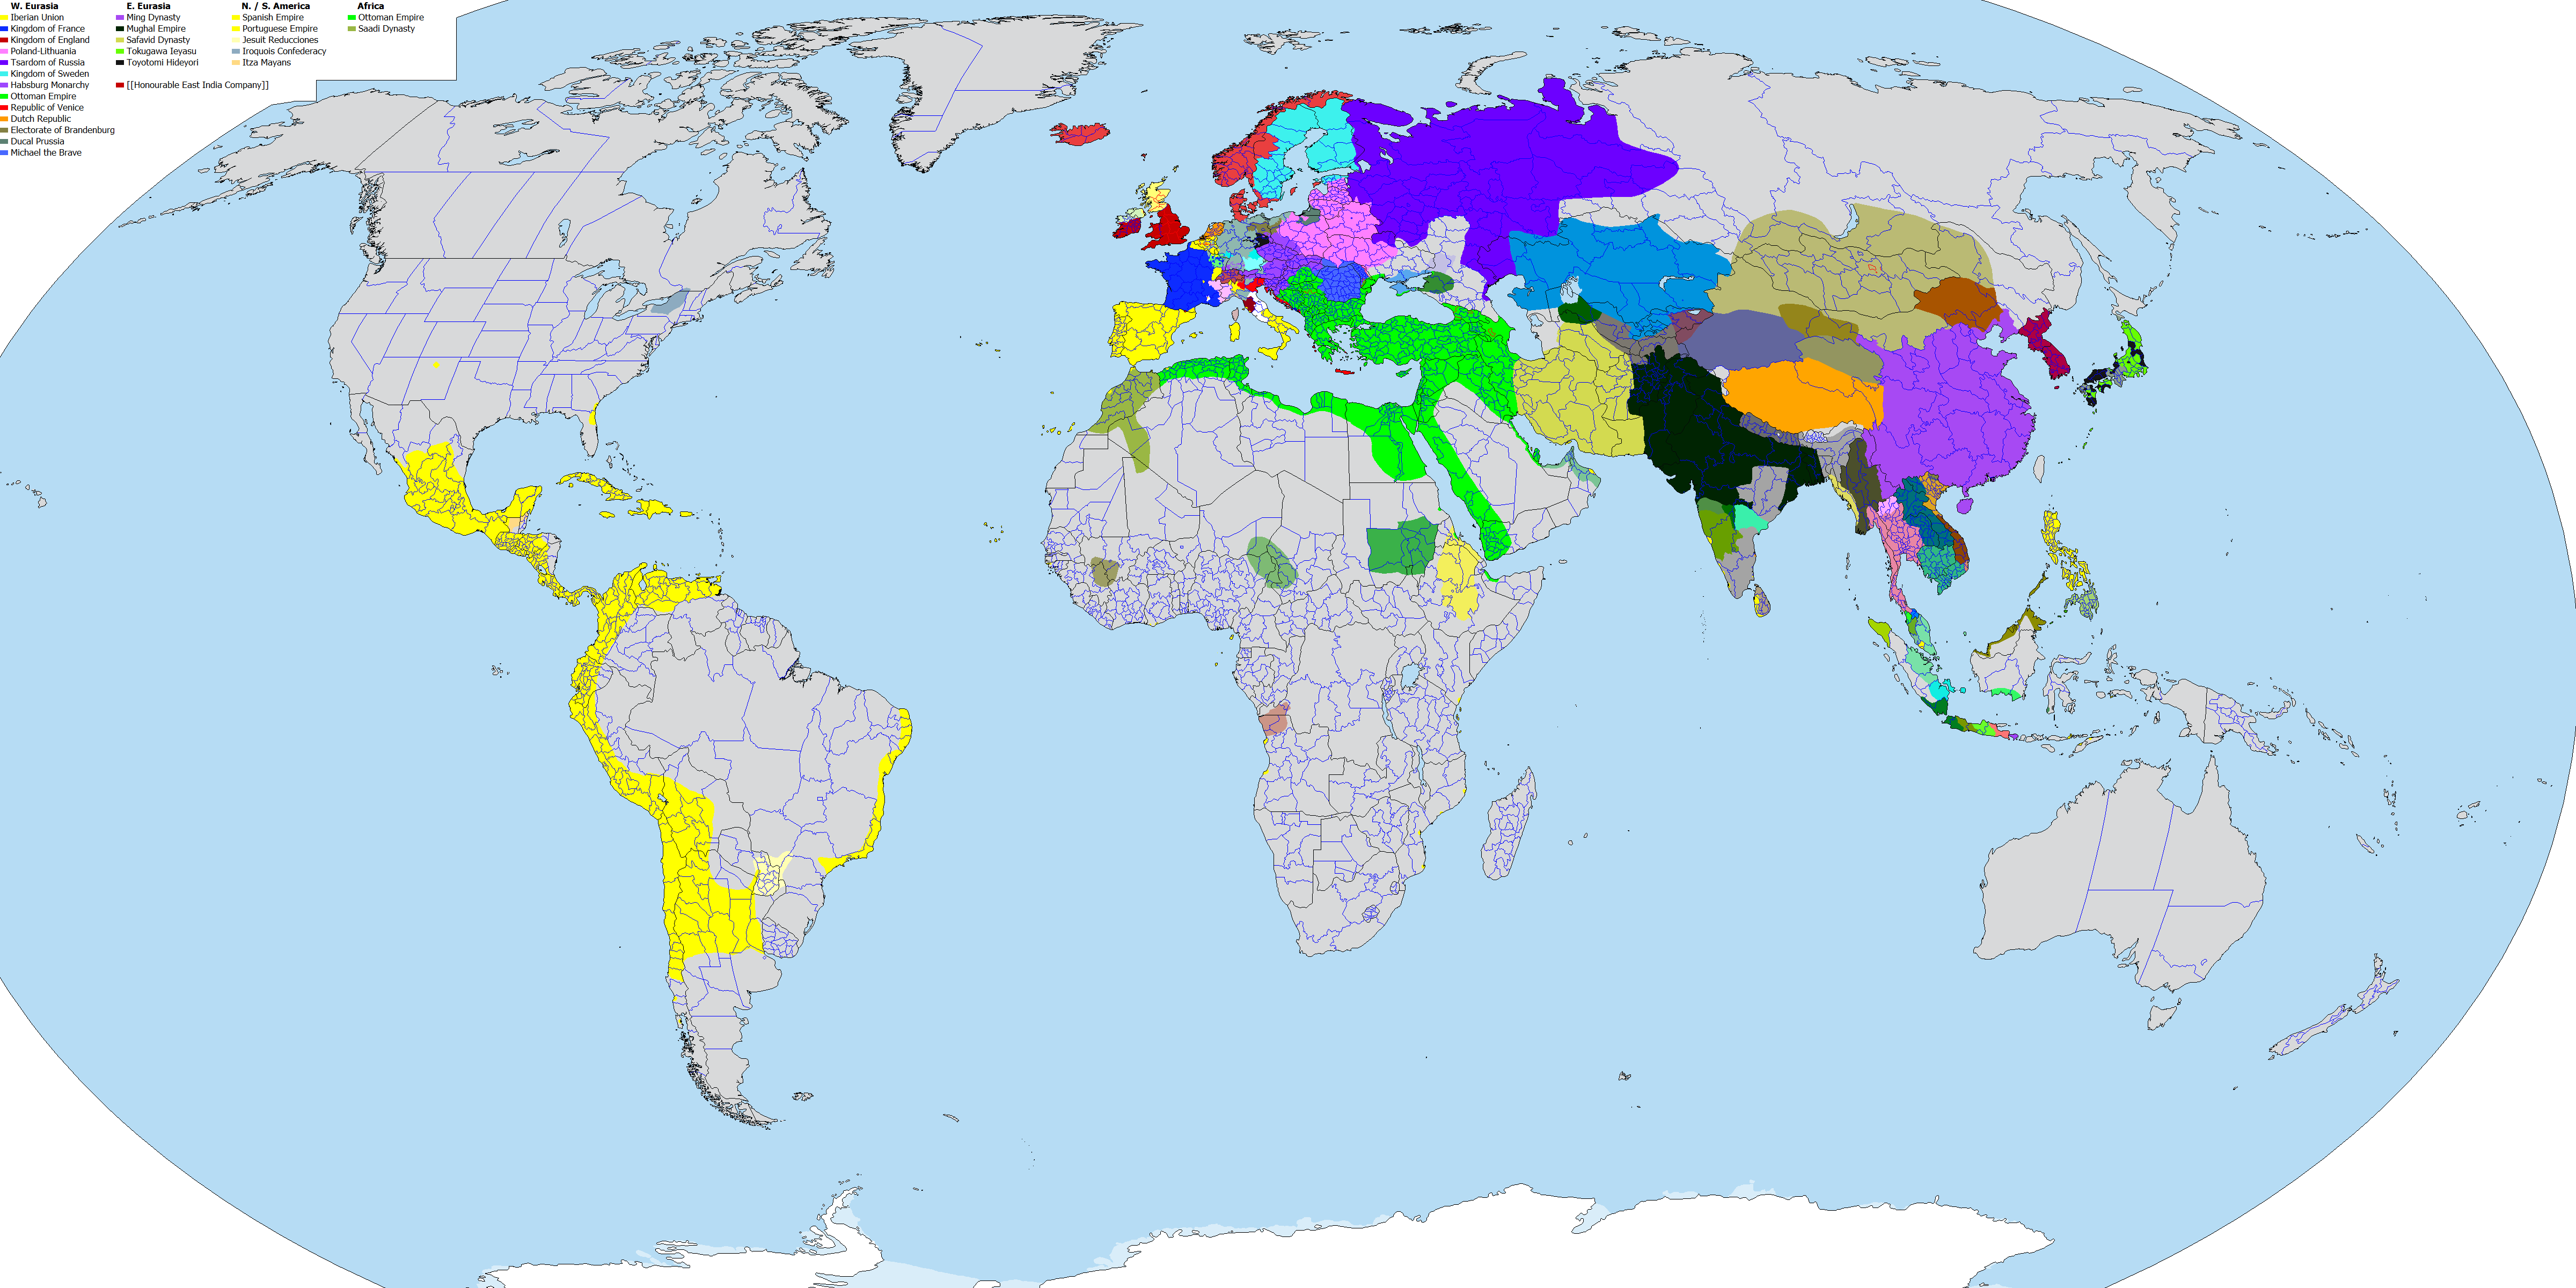 W. Eurasia
Iberian Union
Kingdom of France
Kingdom of England
Poland-Lithuania
Tsardom of Russia
Kingdom of Sweden
Habsburg Monarchy
Ottoman Empire
Republic of Venice
Dutch Republic
Electorate of Brandenburg
Ducal Prussia
Michael the Brave
E. Eurasia
Ming Dynasty
Mughal Empire
Safavid Dynasty
Tokugawa Ieyasu
Toyotomi Hideyori
[[Honourable East India Company]]
N. / S. America
Spanish Empire
Portuguese Empire
Jesuit Reducciones
Iroquois Confederacy
Itza Mayans
Africa
Ottoman Empire
Saadi Dynasty